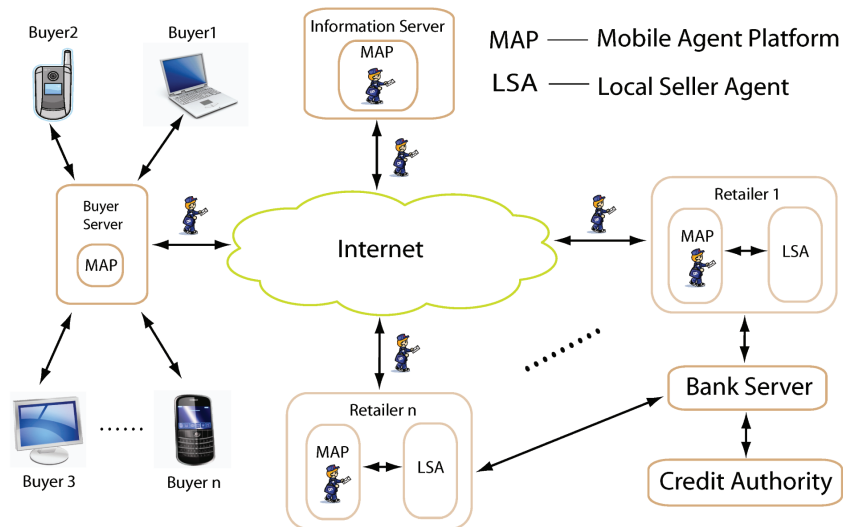 Buyer2
Buyer1
Information Server
MAP
MAP —— Mobile Agent Platform
LSA —— Local Seller Agent
Buyer
Server
MAP
Internet
Retailer 1
MAP
LSA
Bank Server
Credit Authority
Retailer n
MAP
LSA
......
Buyer 3
Buyer n